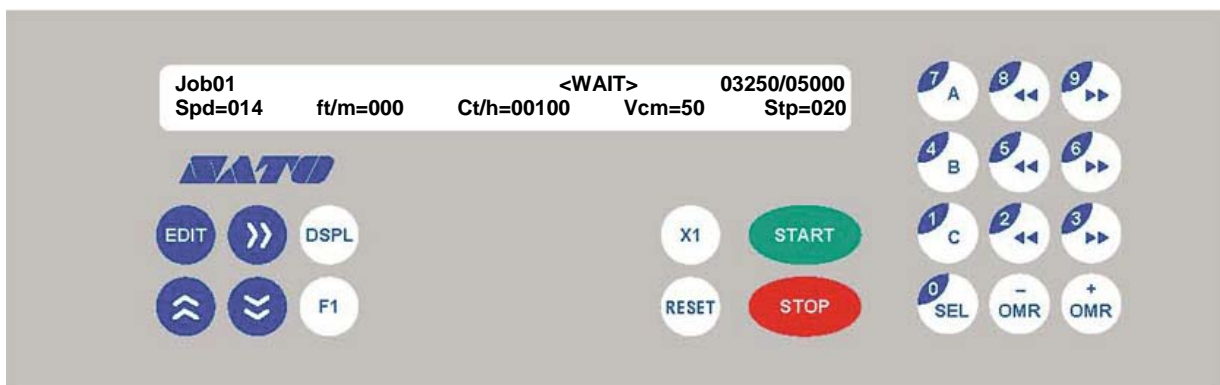 Job01 <WAIT> 03250/05000
Spd=014 ft/m=000 Ct/h=00100 Vcm=50 Stp=020
SATO
EDIT DSPL
F1
X1 START
RESET STOP
7 A 8 9
4 B 5 6
1 C 2 3
0 SEL - OMR + OMR